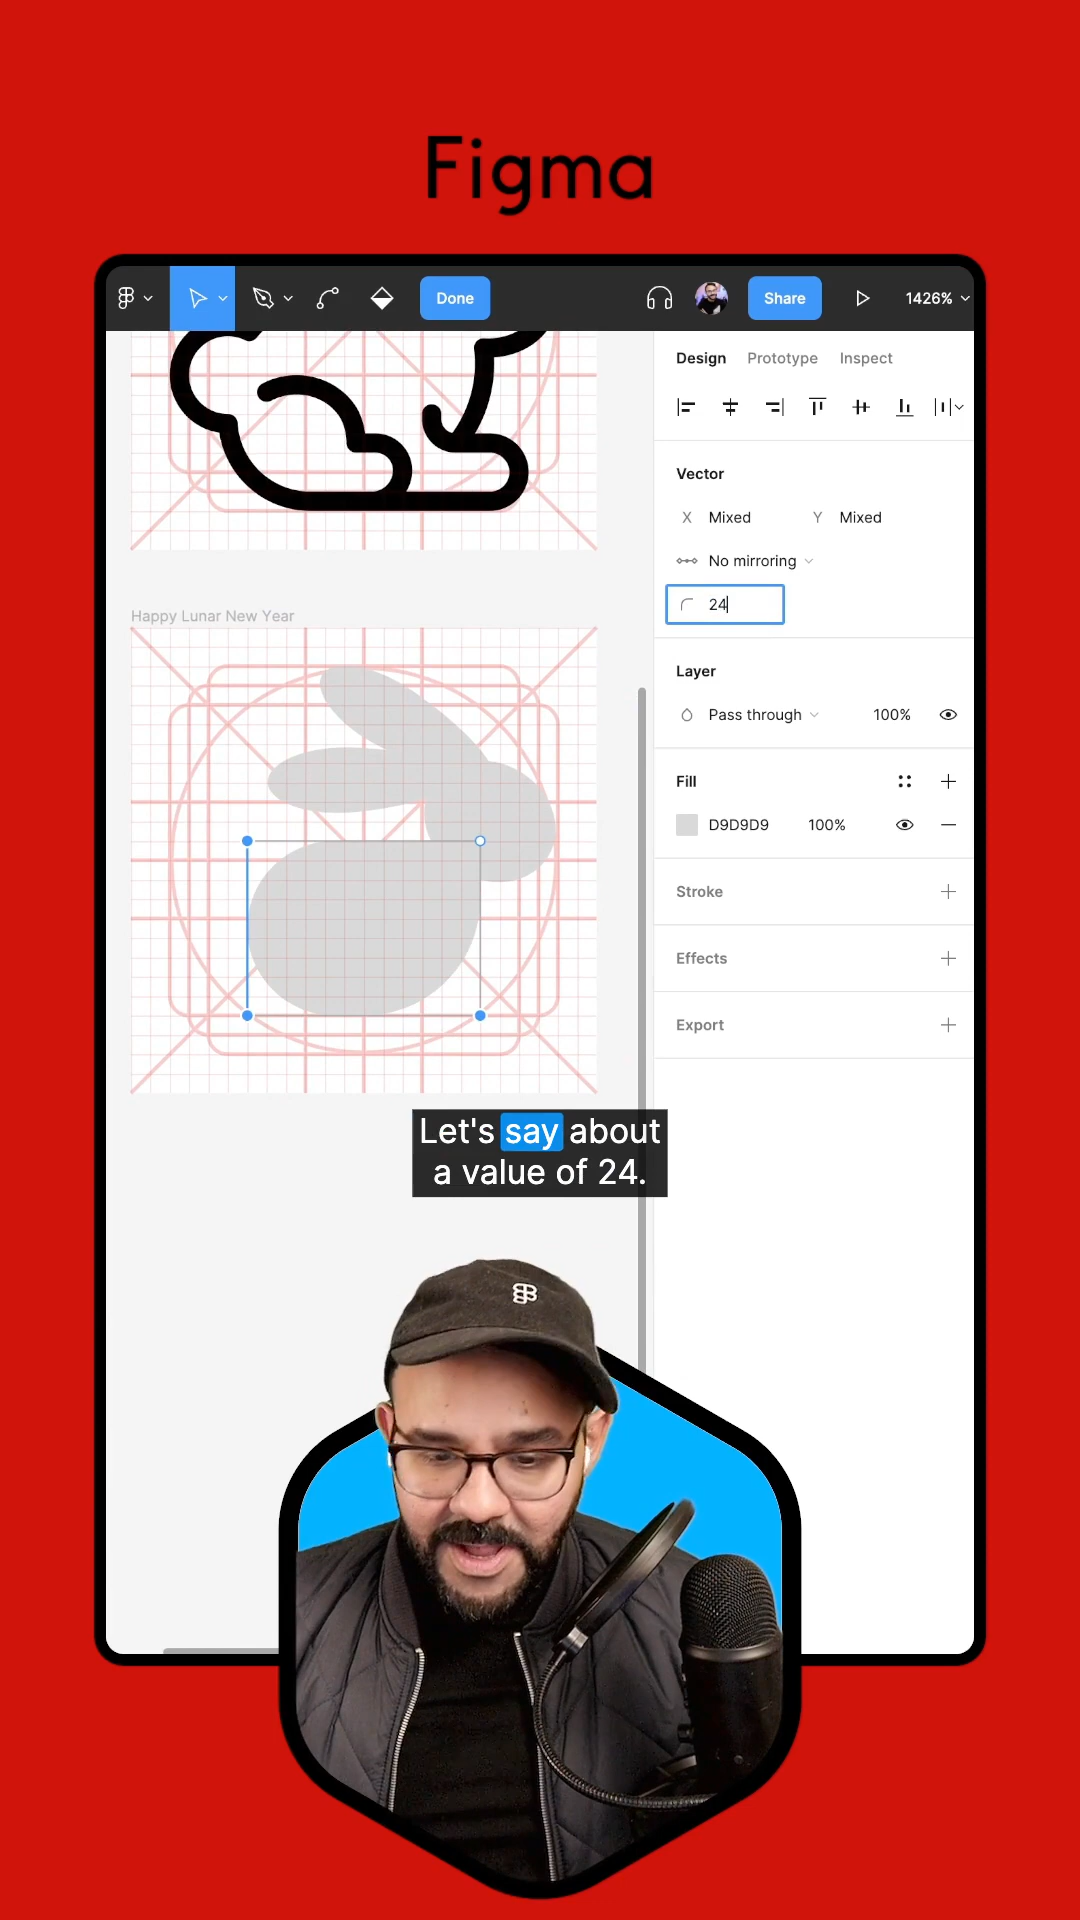 Figma
Done
Share
1426%
Design Prototype Inspect
Vector
X Mixed Y Mixed
No mirroring
24
Happy Lunar New Year
Layer
Pass through 100%
Fill
D9D9D9 100%
Stroke
Effects
Export
Let's say about
a value of 24.